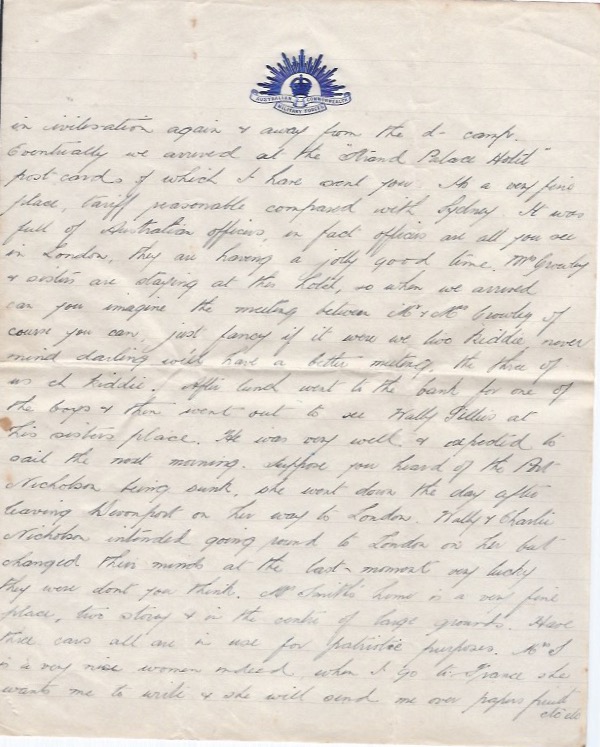 AUSTRALIAN COMMONWEALTH
MILITARY FORCES
in civilisation again & away from the d- camp.
Eventually we arrived at the "Strand Palace Hotel"
post cards of which I have sent you. Its a very fine
place, tariff reasonable compared with Sydney. It was
full of Australian officers, in fact officers are all you see
in London, they are having a jolly good time. Mrs Crowley
& sisters are staying at this hotel, so when we arrived
can you imagine the meeting between Mr & Mrs Crowley of
course you can, just fancy if it were we two kiddie never
mind darling we'll have a better meeting, the three of
us eh kiddie. After lunch went to the bank for one of
the boys & then went out to see Wally Tillis at
his sisters place. He was very well & expected to
sail the next morning. Suppose you heard of the Port
Nicholson being sunk, she went down the day after
leaving Devonport on her way to London. Wally & Charlie
Nicholson intended going round to London on her but
changed their minds at the last moment very lucky
they were dont you think. Mr Smith's home is a very fine
place, two storey & in the centre of large grounds. Have
three cars all are in use for patriotic purposes. Mrs S
is a very nice women indeed, when I go to France she
wants me to write & she will send me over papers fruit
etc etc